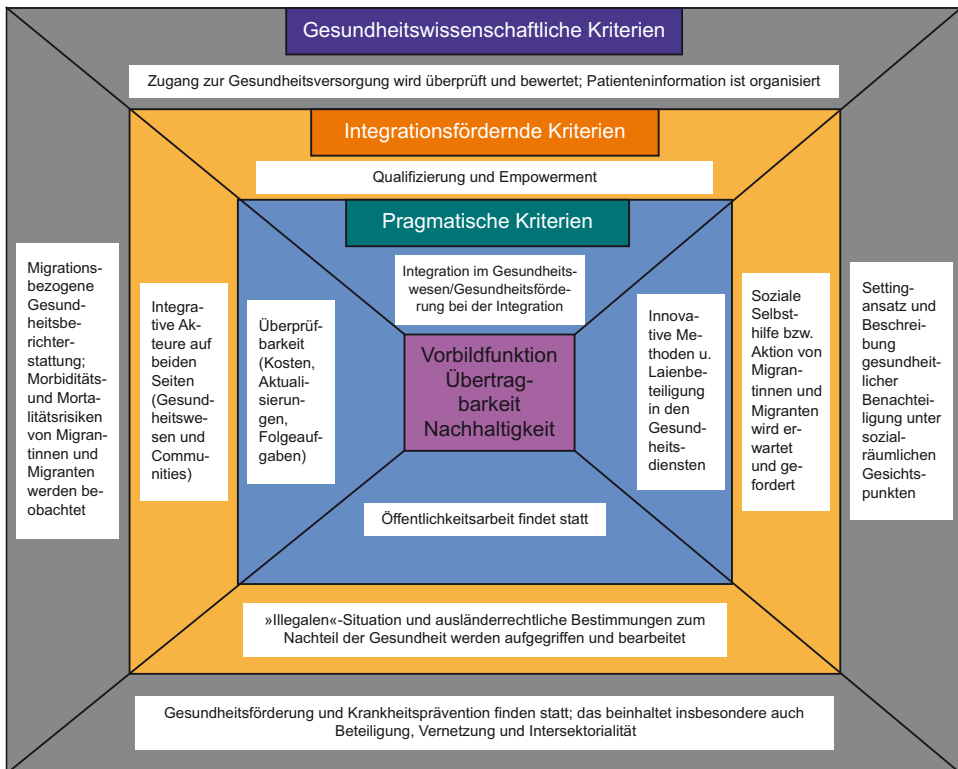 Gesundheitswissenschaftliche Kriterien
Zugang zur Gesundheitsversorgung wird überprüft und bewertet; Patienteninformation ist organisiert
Integrationsfördernde Kriterien
Qualifizierung und Empowerment
Pragmatische Kriterien
Integration im Gesundheits-
wesen/Gesundheitsförde-
rung bei der Integration
Migrations-
bezogene
Gesund-
heitsbe-
richterter-
stattung;
Morbiditäts-
und Morta-
litätsrisiken
von Migran-
tinnen und
Migranten
werden be-
obachtet
Integra-
tive Ak-
teure auf
beiden
Seiten
(Gesund-
heitswe-
sen und
Commu-
nities)
Überprüf-
barkeit
(Kosten,
Aktuali-
sierun-
gen,
Folgeauf-
gaben)
Vorbildfunktion
Übertrag-
barkeit
Nachhaltigkeit
Innova-
tive Me-
thoden u.
Laienbe-
teiligung
in den
Gesund-
heits-
diensten
Soziale
Selbst-
hilfe bzw.
Aktion von
Migran-
tinnen und
Migranten
wird er-
wartet
und ge-
fordert
Setting-
ansatz und
Beschrei-
bung
gesundheit-
licher
Benachtei-
ligung unter
sozial-
räumlichen
Gesichts-
punkten
Öffentlichkeitsarbeit findet statt
»Illegalen«-Situation und ausländerrechtliche Bestimmungen zum
Nachteil der Gesundheit werden aufgegriffen und bearbeitet
Gesundheitsförderung und Krankheitsprävention finden statt; das beinhaltet insbesondere auch
Beteiligung, Vernetzung und Intersektorialität